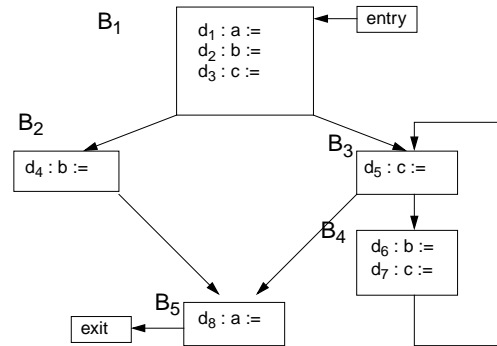 B1
entry
d1 : a :=
d2 : b :=
d3 : c :=
B2
B3
d4 : b :=
d5 : c :=
B4
d6 : b :=
d7 : c :=
B5
d8 : a :=
exit